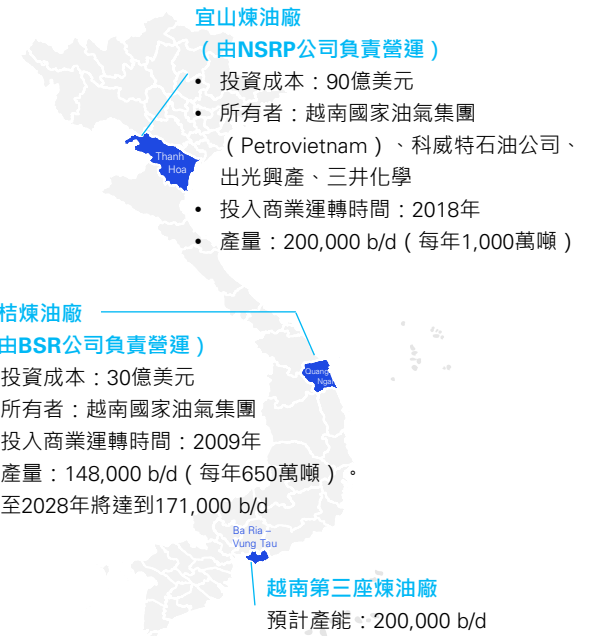 宜山煉油廠
（由NSRP公司負責營運）
• 投資成本：90億美元
• 所有者：越南國家油氣集團
（Petrovietnam）、科威特石油公司、
出光興產、三井化學
• 投入商業運轉時間：2018年
• 產量：200,000 b/d（每年1,000萬噸）
Thanh
Hoa
桔煉油廠
由BSR公司負責營運）
投資成本：30億美元
所有者：越南國家油氣集團
投入商業運轉時間：2009年
產量：148,000 b/d（每年650萬噸）。
至2028年將達到171,000 b/d
Quang
Ngai
Ba Ria –
Vung Tau
越南第三座煉油廠
預計產能：200,000 b/d